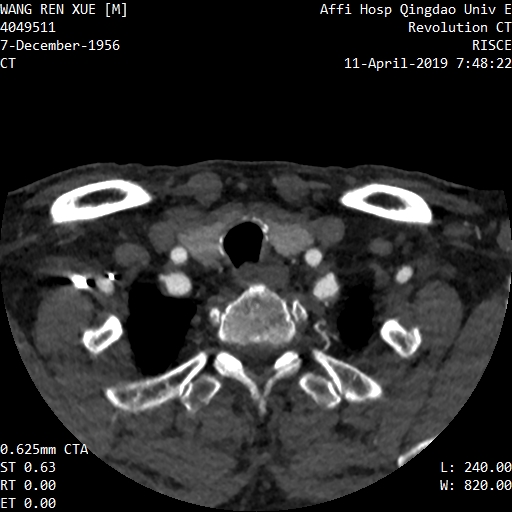 WANG REN XUE [M]
4049511
7-December-1956
CT
Affi Hosp Qingdao Univ E
Revolution CT
RISCE
11-April-2019 7:48:22
0.625mm CTA
ST 0.63
RT 0.00
ET 0.00
L: 240.00
W: 820.00